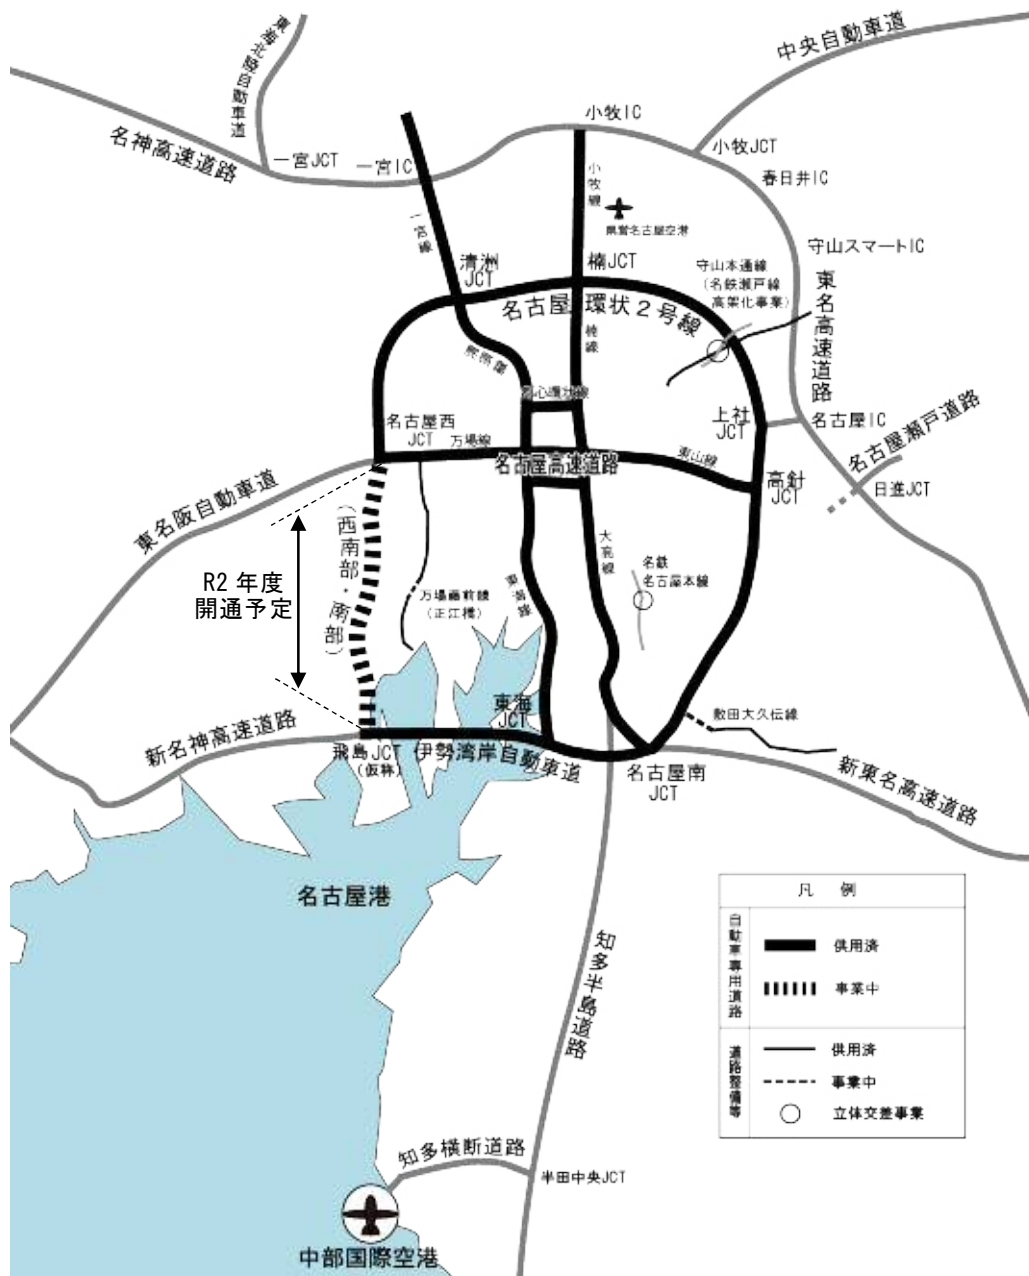 東海北陸自動車道
中央自動車道
名神高速道路
一宮JCT
一宮IC
小牧IC
小牧JCT
春日井IC
小牧線
県営名古屋空港
一宮線
清洲
JCT
楠JCT
守山本通線
(名鉄瀬戸線
高架化事業)
守山スマートIC
東名高速道路
名古屋環状2号線
楠線
都心環状線
名古屋西
JCT
万場線
名古屋高速道路
東山線
上社
JCT
名古屋IC
名古屋瀬戸道路
高針
JCT
日進JCT
東名阪自動車道
(西南部・南部)
R2 年度
開通予定
万場藤前線
(正江橋)
大高線
名鉄
名古屋本線
東海
JCT
敷田大久伝線
新名神高速道路
飛島JCT
(仮称)
伊勢湾岸自動車道
名古屋南
JCT
新東名高速道路
名古屋港
知多半島道路
知多横断道路
半田中央JCT
中部国際空港
凡 例
自動車専用道路
供用済
事業中
道路整備等
供用済
事業中
立体交差事業